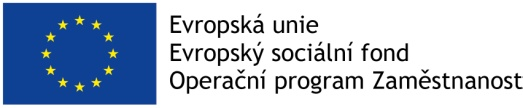 Evropská unie
Evropský sociální fond
Operační program Zaměstnanost